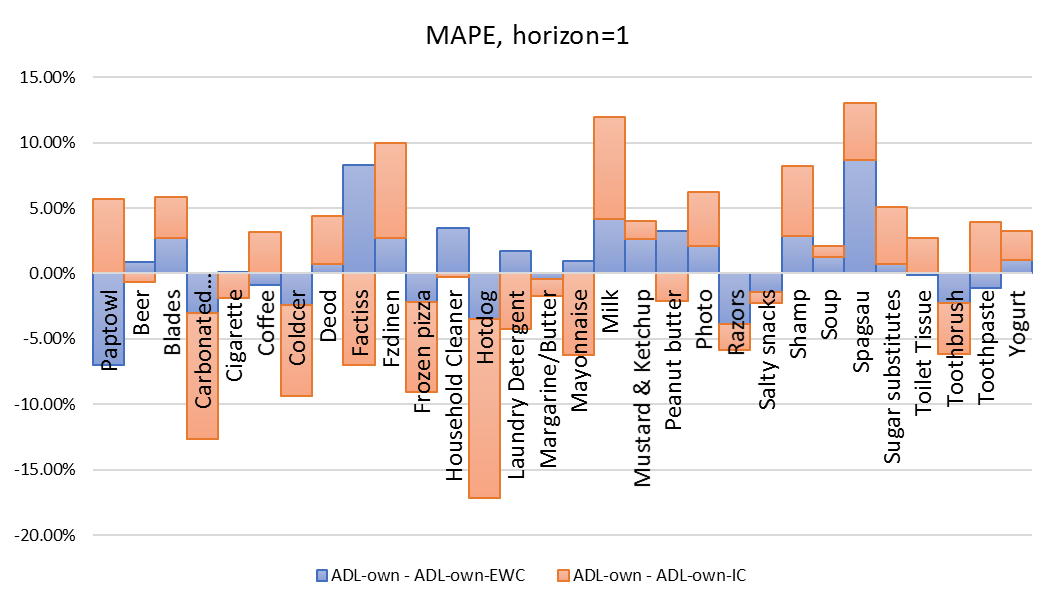 MAPE, horizon=1
15.00%
10.00%
5.00%
0.00%
-5.00%
-10.00%
-15.00%
-20.00%
Paptowl
Beer
Blades
Carbonated...
Cigarette
Coffee
Coldcer
Deod
Factiss
Fzdinen
Frozen pizza
Household Cleaner
Hotdog
Laundry Detergent
Margarine/Butter
Mayonnaise
Milk
Mustard & Ketchup
Peanut butter
Photo
Razors
Salty snacks
Shamp
Soup
Spagsau
Sugar substitutes
Toilet Tissue
Toothbrush
Toothpaste
Yogurt
ADL-own - ADL-own-EWC
ADL-own - ADL-own-IC